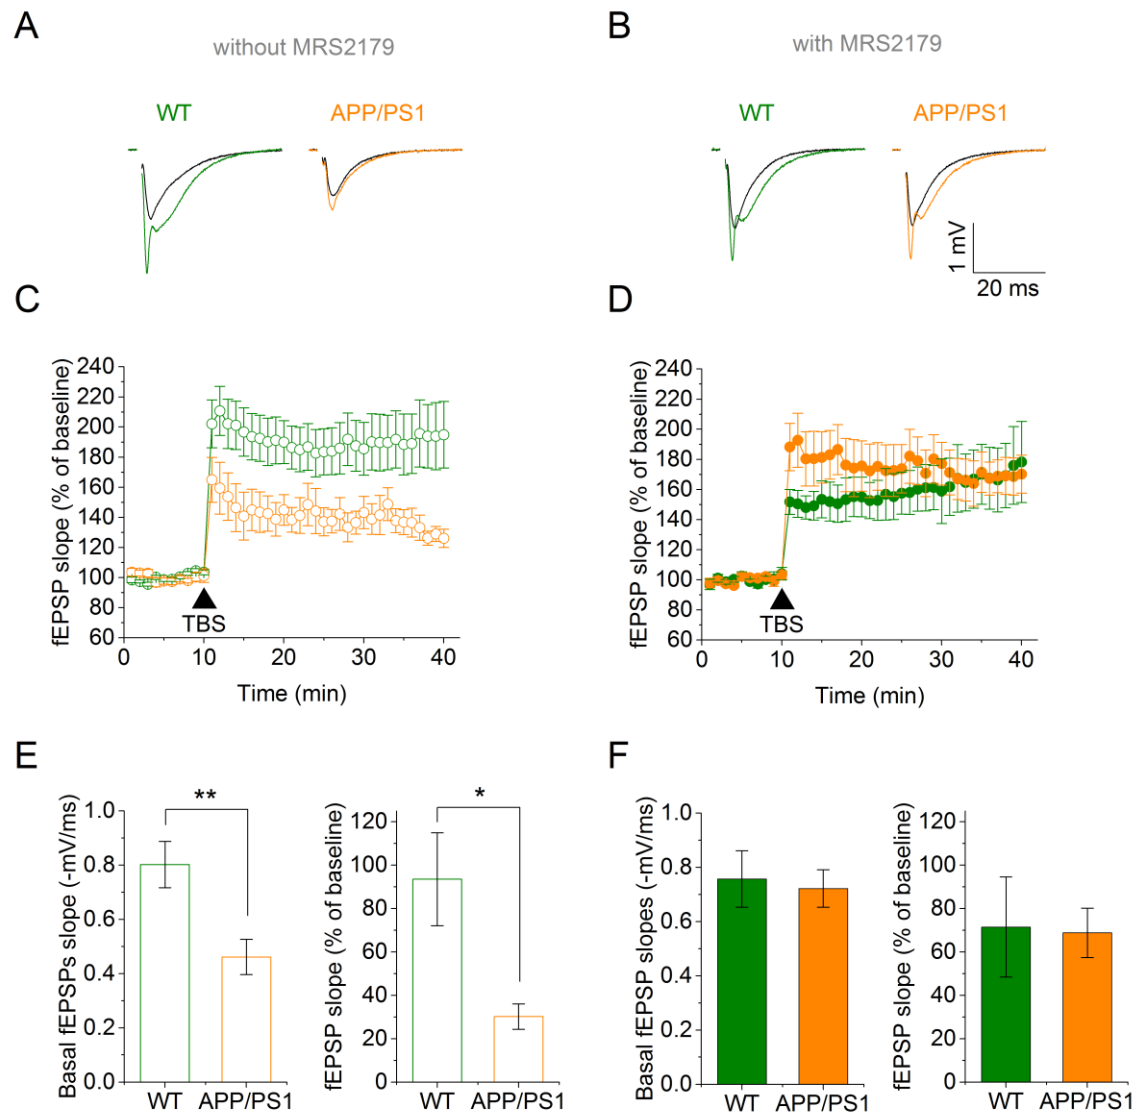 A
without MRS2179
WT
APP/PS1
B
with MRS2179
WT
APP/PS1
1 mV
20 ms
C
fEPSP slope (% of baseline)
240
220
200
180
160
140
120
100
80
60
TBS
0
10
20
30
40
Time (min)
D
fEPSP slope (% of baseline)
240
220
200
180
160
140
120
100
80
60
TBS
0
10
20
30
40
Time (min)
E
Basal fEPSPs slope (-mV/ms)
1.0
0.8
0.6
0.4
0.2
0.0
**
WT
APP/PS1
fEPSP slope (% of baseline)
120
100
80
60
40
20
0
*
WT
APP/PS1
F
Basal fEPSP slopes (-mV/ms)
1.0
0.8
0.6
0.4
0.2
0.0
WT
APP/PS1
fEPSP slope (% of baseline)
120
100
80
60
40
20
0
WT
APP/PS1